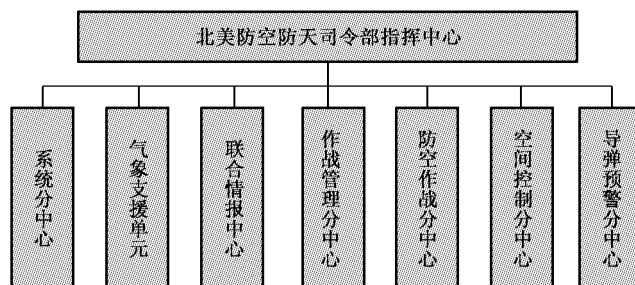 北美防空防天司令部指挥中心
系统分中心
气象支援单元
联合情报中心
作战管理分中心
防空作战分中心
空间控制分中心
导弹预警分中心